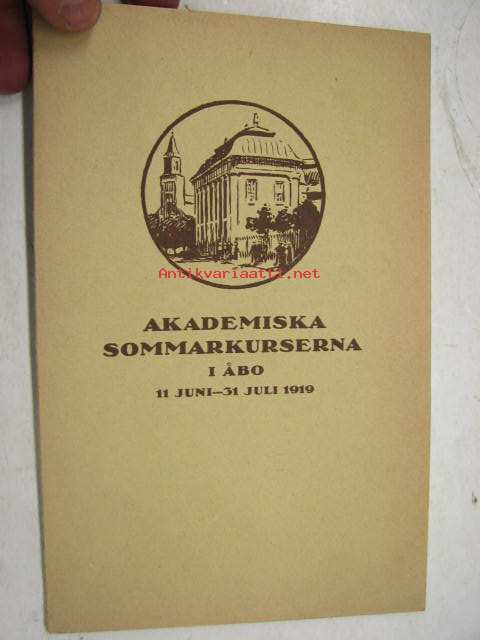 Antikvariaatti.net
AKADEMISKA
SOMMARKURSERNA
I ÅBO
11 JUNI—31 JULI 1919